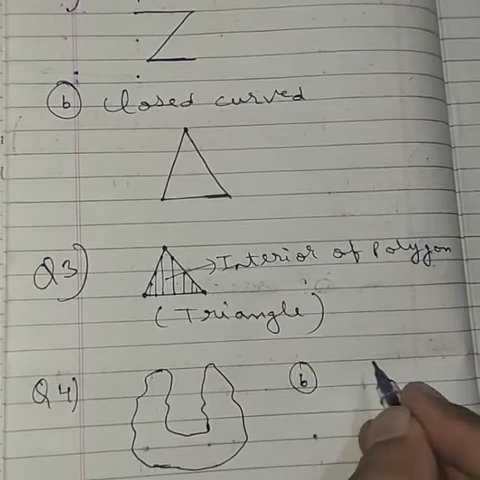 (b) Closed curved
Q3) Interior of Polygon
(Triangle)
Q4) (b)